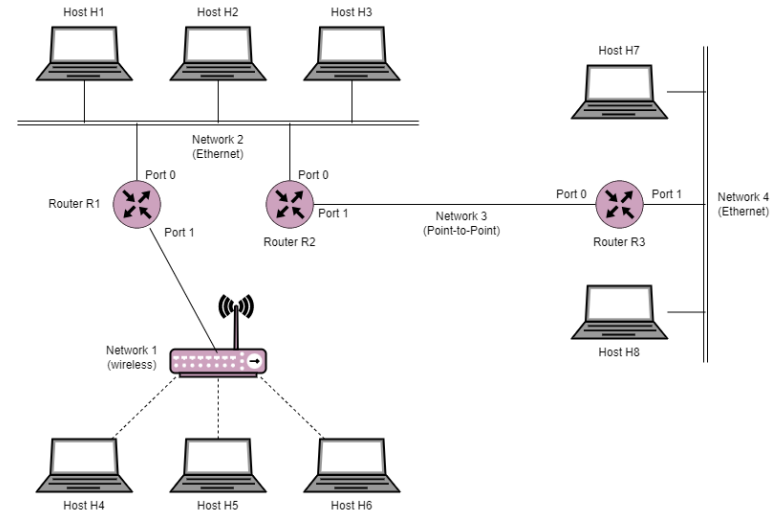 Host H1
Host H2
Host H3
Host H7
Network 2
(Ethernet)
Port 0
Port 0
Router R1
Port 1
Port 1
Router R2
Network 3
(Point-to-Point)
Port 0
Port 1
Router R3
Network 4
(Ethernet)
Network 1
(wireless)
Host H8
Host H4
Host H5
Host H6